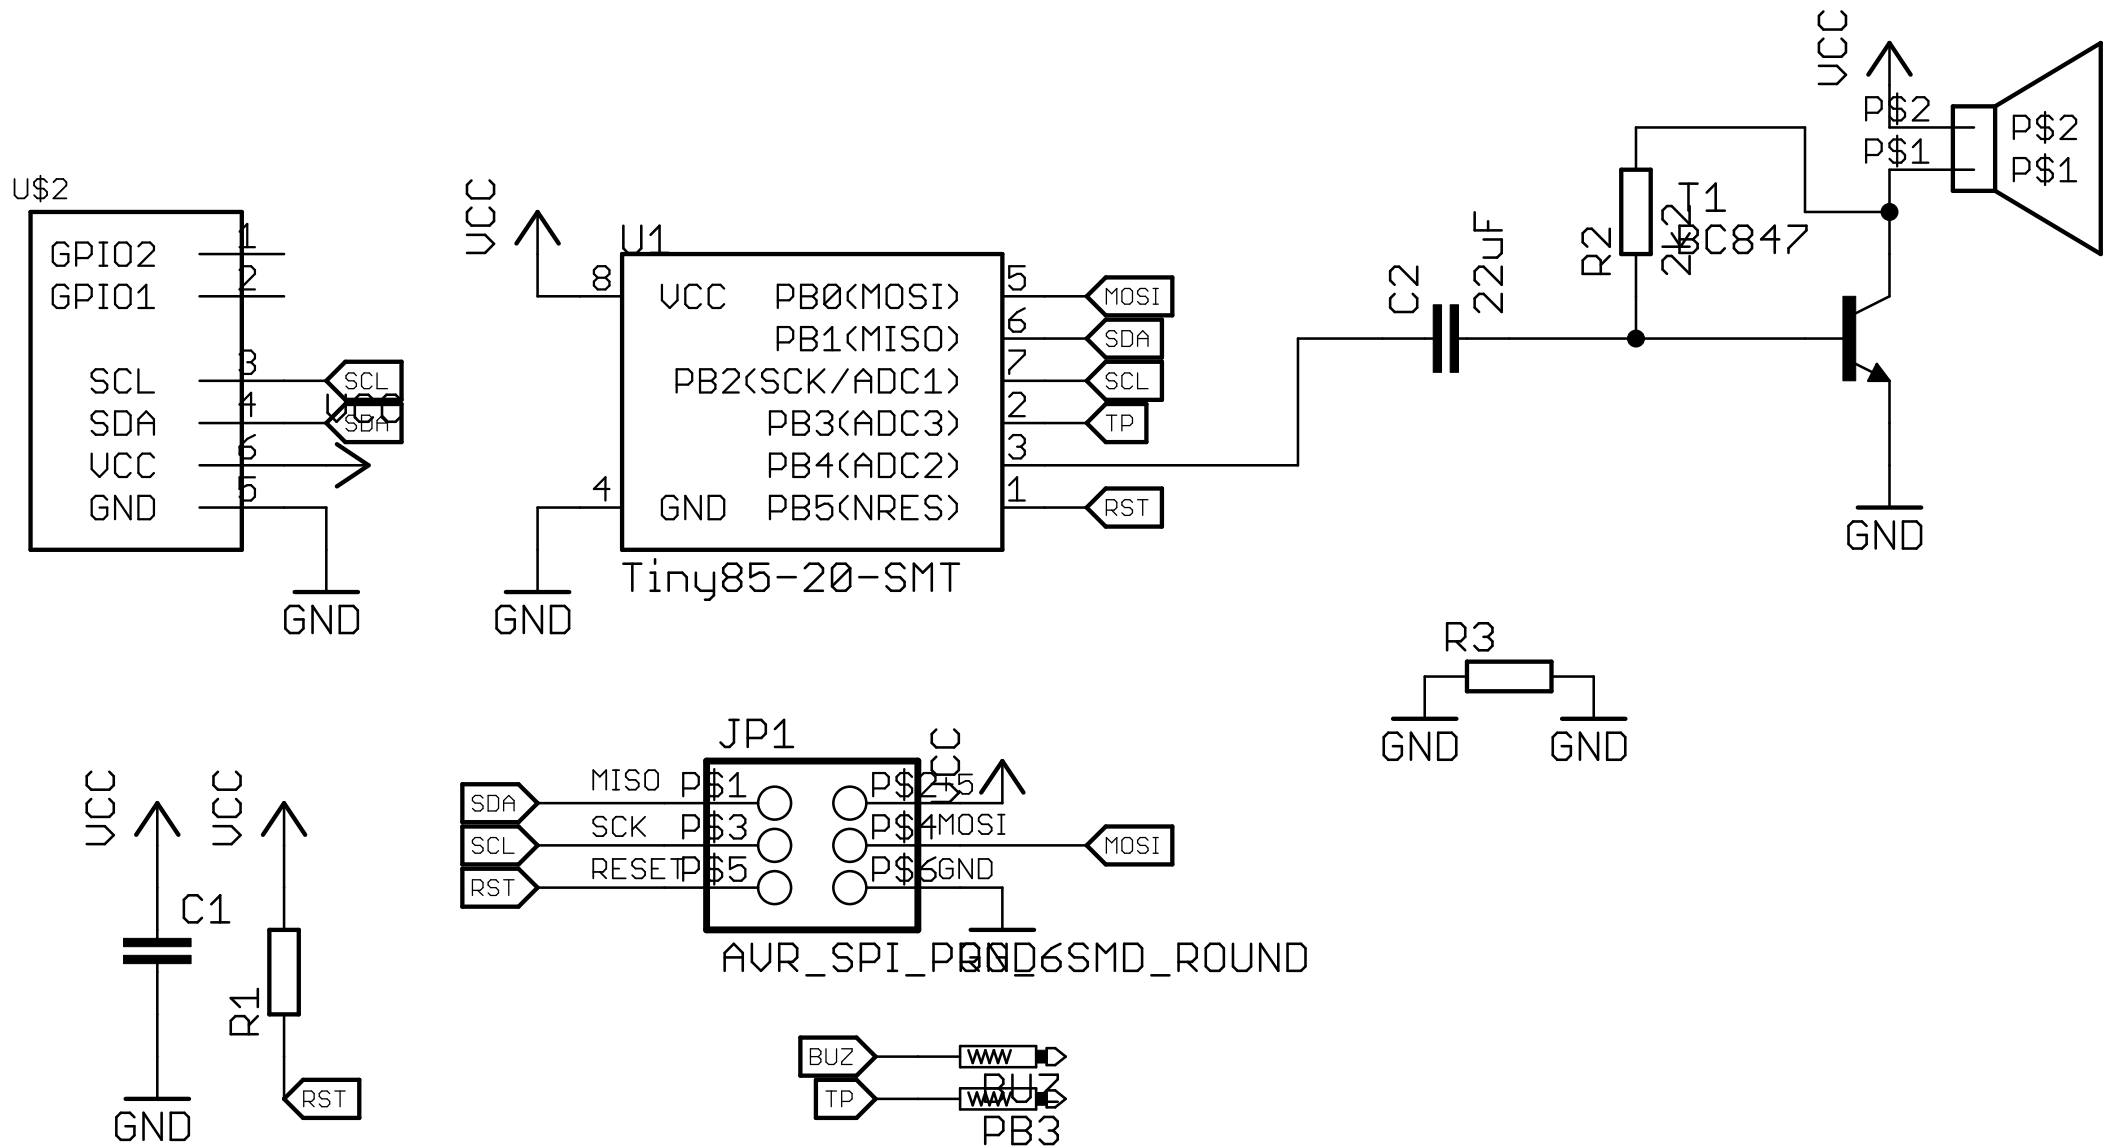 VCC
P$2
P$1
P$2
P$1
U$2
GPIO2
GPIO1
SCL
SDA
VCC
GND
1
2
3
4
6
5
SCL
SDA
VCC
GND
VCC
GND
U1
8
4
VCC
GND
PB0(MOSI)
PB1(MISO)
PB2(SCK/ADC1)
PB3(ADC3)
PB4(ADC2)
PB5(NRES)
5
6
7
2
3
1
MOSI
SDA
SCL
TP
RST
Tiny85-20-SMT
C2
22uF
R2
2k2
T1
BC847
GND
R3
GND
GND
VCC
C1
GND
VCC
R1
RST
JP1
SDA
SCL
RST
MISO
SCK
RESET
P$1
P$3
P$5
P$2
P$4
P$6
+5
MOSI
GND
VCC
MOSI
GND
AVR_SPI_PRG_6SMD_ROUND
BUZ
TP
BUZ
PB3